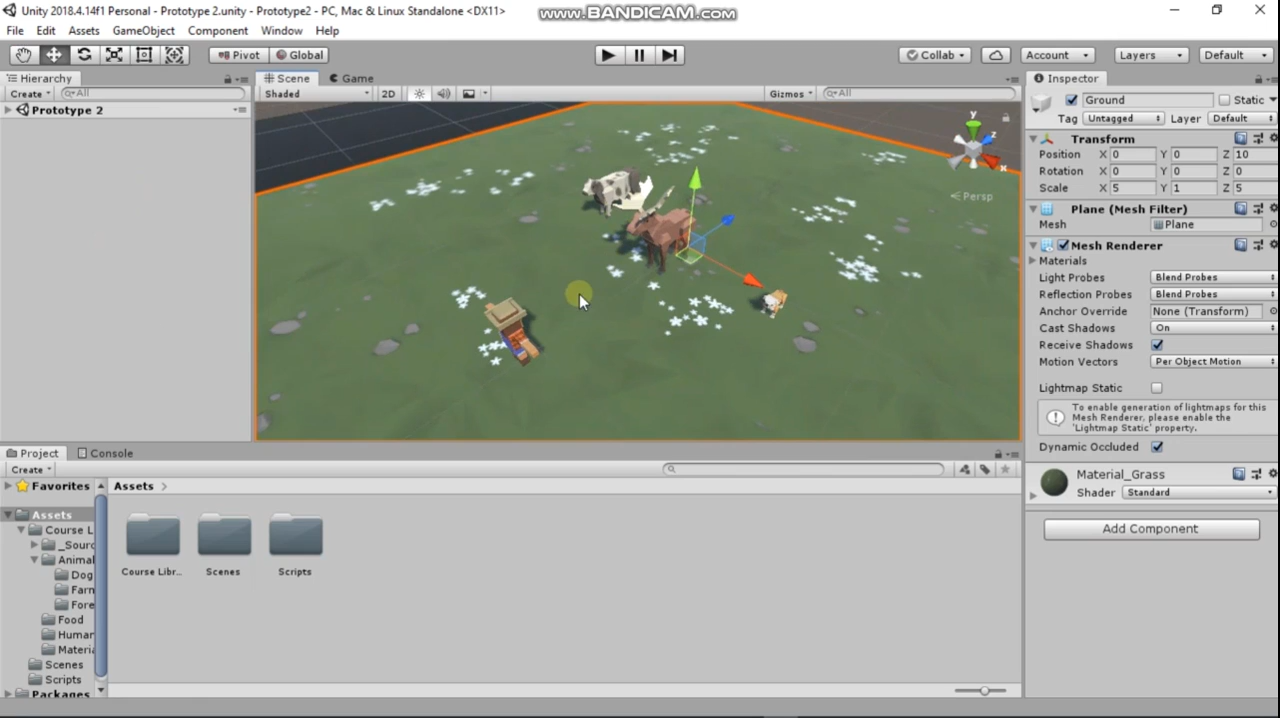 Unity 2018.4.14f1 Personal - Prototype 2.unity - Prototype2 - PC, Mac & Linux Standalone <DX11>
www.BANDICAM.com
File Edit Assets GameObject Component Window Help
Pivot Global Collab Account Layers Default
Hierarchy
Create All
Prototype 2
Scene Game
Shaded 2D Gizmos All
y
z
x
Persp
Inspector
Ground Static
Tag Untagged Layer Default
Transform
Position X 0 Y 0 Z 10
Rotation X 0 Y 0 Z 0
Scale X 5 Y 1 Z 5
Plane (Mesh Filter)
Mesh Plane
Mesh Renderer
Materials
Light Probes Blend Probes
Reflection Probes Blend Probes
Anchor Override None (Transform)
Cast Shadows On
Receive Shadows
Motion Vectors Per Object Motion
Lightmap Static
To enable generation of lightmaps for this
Mesh Renderer, please enable the
'Lightmap Static' property.
Dynamic Occluded
Material_Grass
Shader Standard
Add Component
Project Console
Create
Favorites
Assets
Course L
_Sourc
Animal
Dog
Farn
Fore
Food
Human
Materia
Scenes
Scripts
Packages
Assets
Course Libr...
Scenes
Scripts